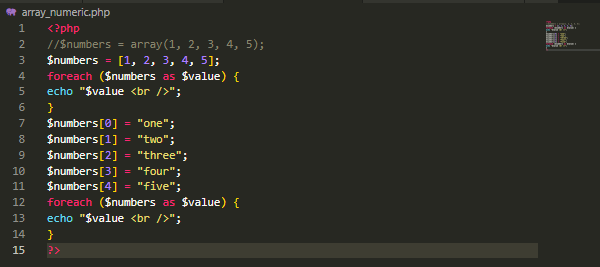 array_numeric.php
1 <?php
2 //$numbers = array(1, 2, 3, 4, 5);
3 $numbers = [1, 2, 3, 4, 5];
4 foreach ($numbers as $value) {
5 echo "$value <br />";
6 }
7 $numbers[0] = "one";
8 $numbers[1] = "two";
9 $numbers[2] = "three";
10 $numbers[3] = "four";
11 $numbers[4] = "five";
12 foreach ($numbers as $value) {
13 echo "$value <br />";
14 }
15 ?>